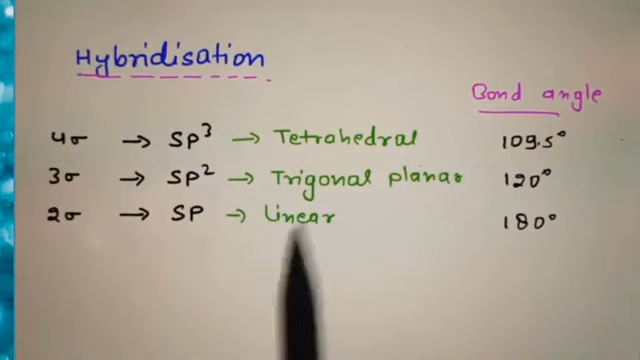 Hybridisation
Bond angle
4σ → SP³ → Tetrahedral 109.5°
3σ → SP² → Trigonal planar 120°
2σ → SP → Linear 180°